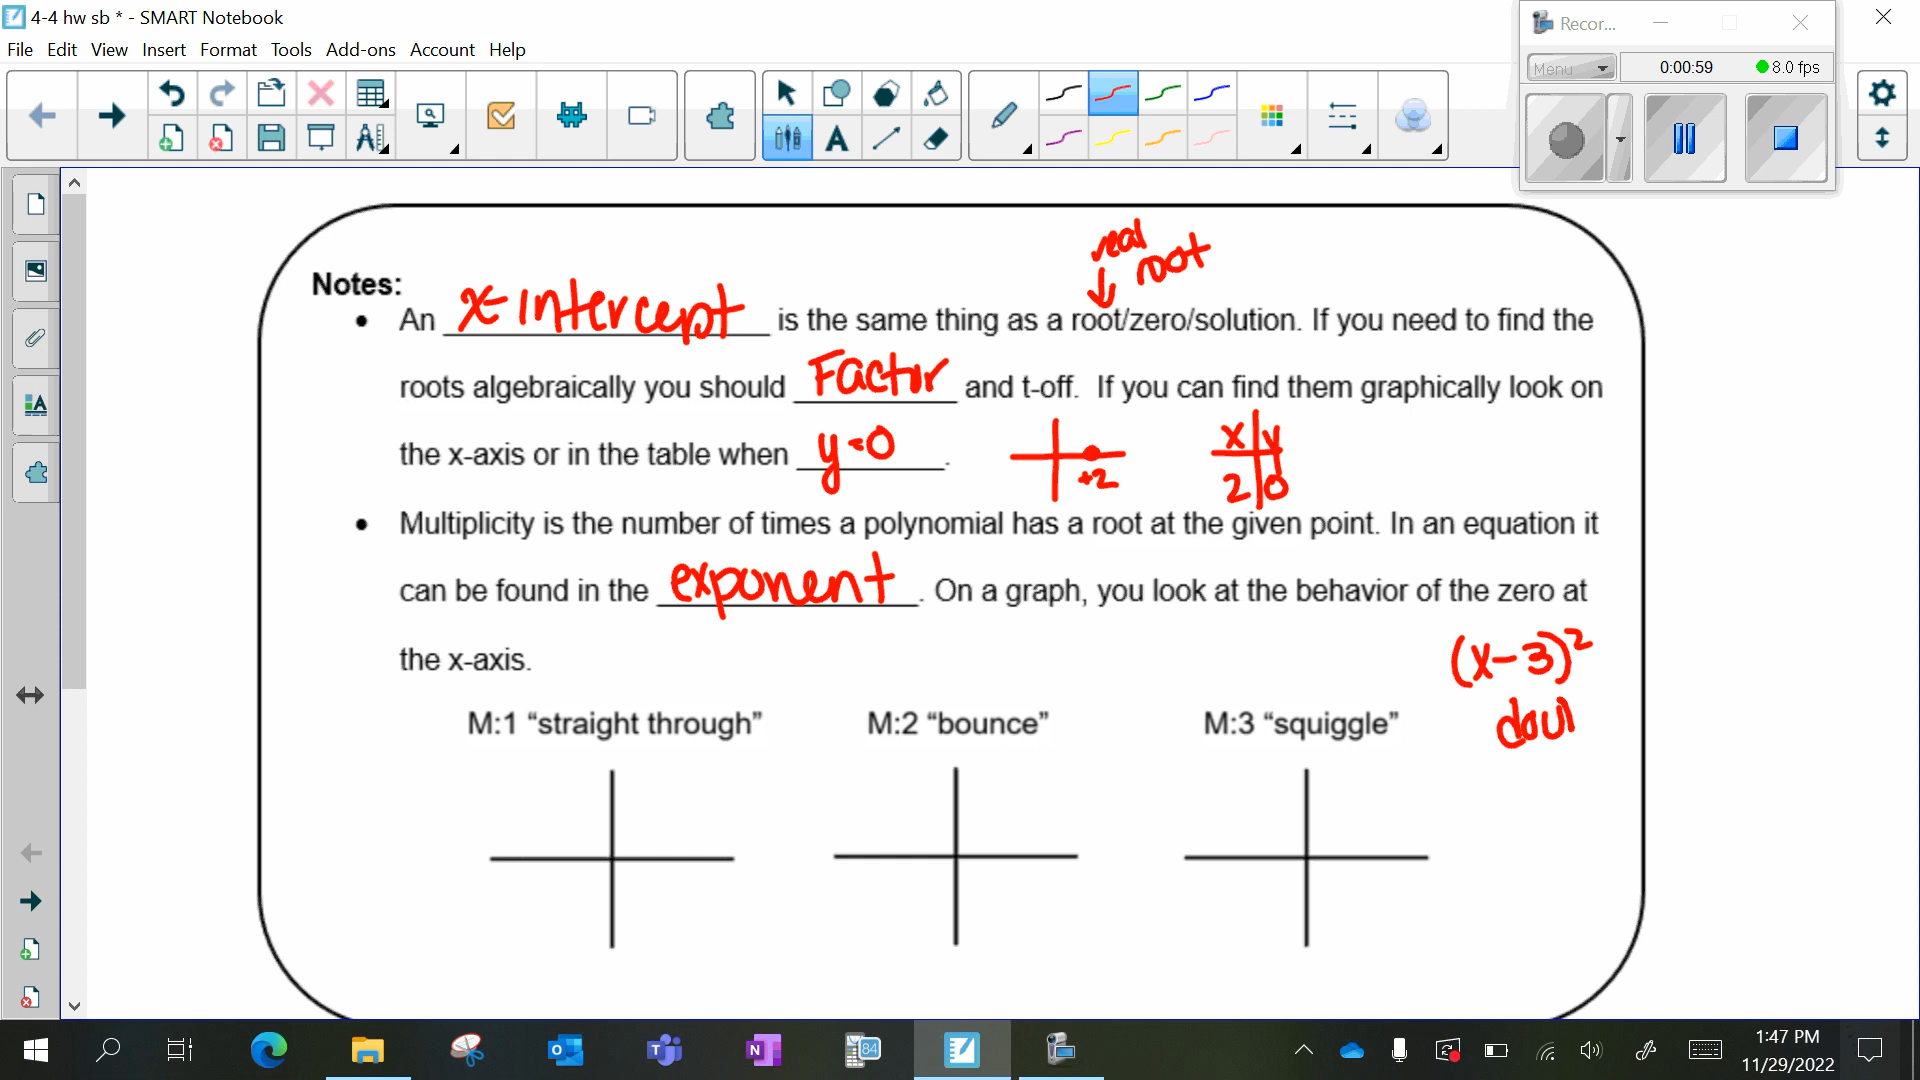 4-4 hw sb * - SMART Notebook
File Edit View Insert Format Tools Add-ons Account Help
Recor...
Menu 0:00:59 8.0 fps
real
root
Notes:
• An x-intercept is the same thing as a root/zero/solution. If you need to find the
roots algebraically you should Factor and t-off. If you can find them graphically look on
the x-axis or in the table when y=0.
+2
x y
2 0
• Multiplicity is the number of times a polynomial has a root at the given point. In an equation it
can be found in the exponent. On a graph, you look at the behavior of the zero at
the x-axis.
(x-3)²
doul
M:1 “straight through” M:2 “bounce” M:3 “squiggle”
84
1:47 PM
11/29/2022